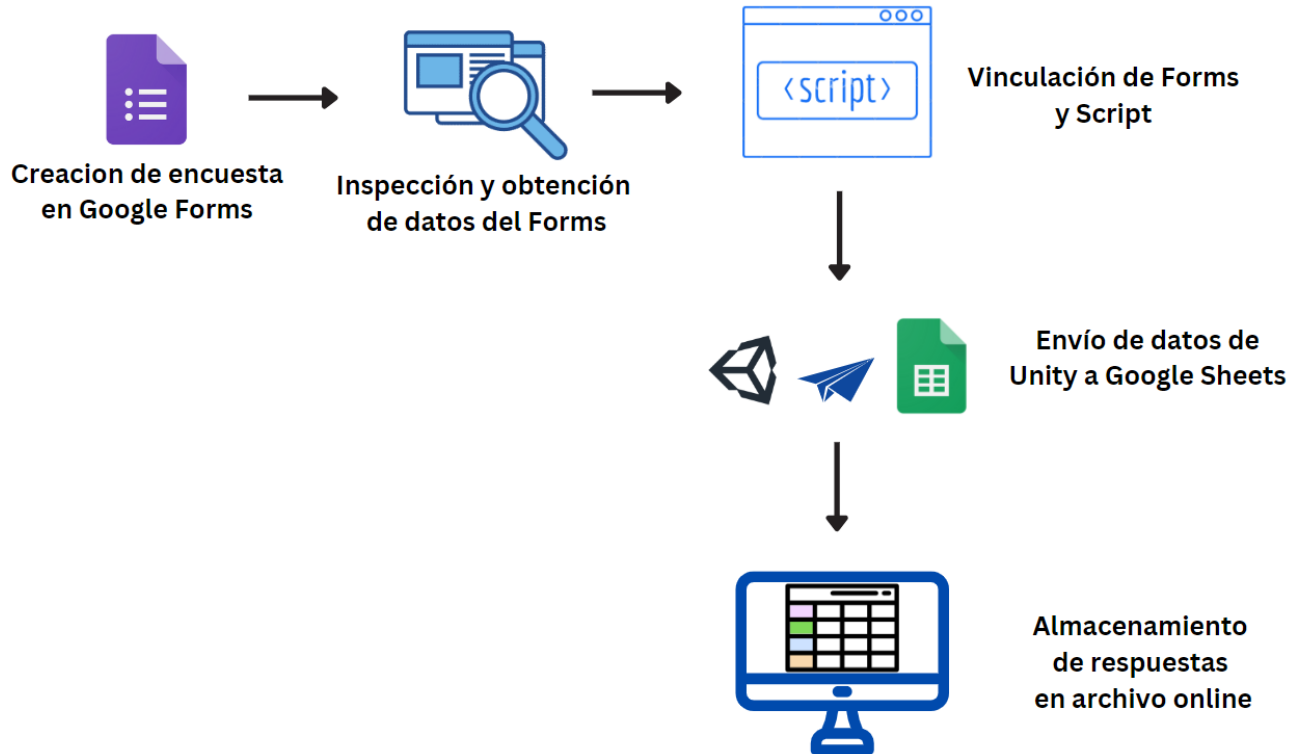 Creacion de encuesta
en Google Forms
Inspección y obtención
de datos del Forms
<script>
Vinculación de Forms
y Script
Envío de datos de
Unity a Google Sheets
Almacenamiento
de respuestas
en archivo online